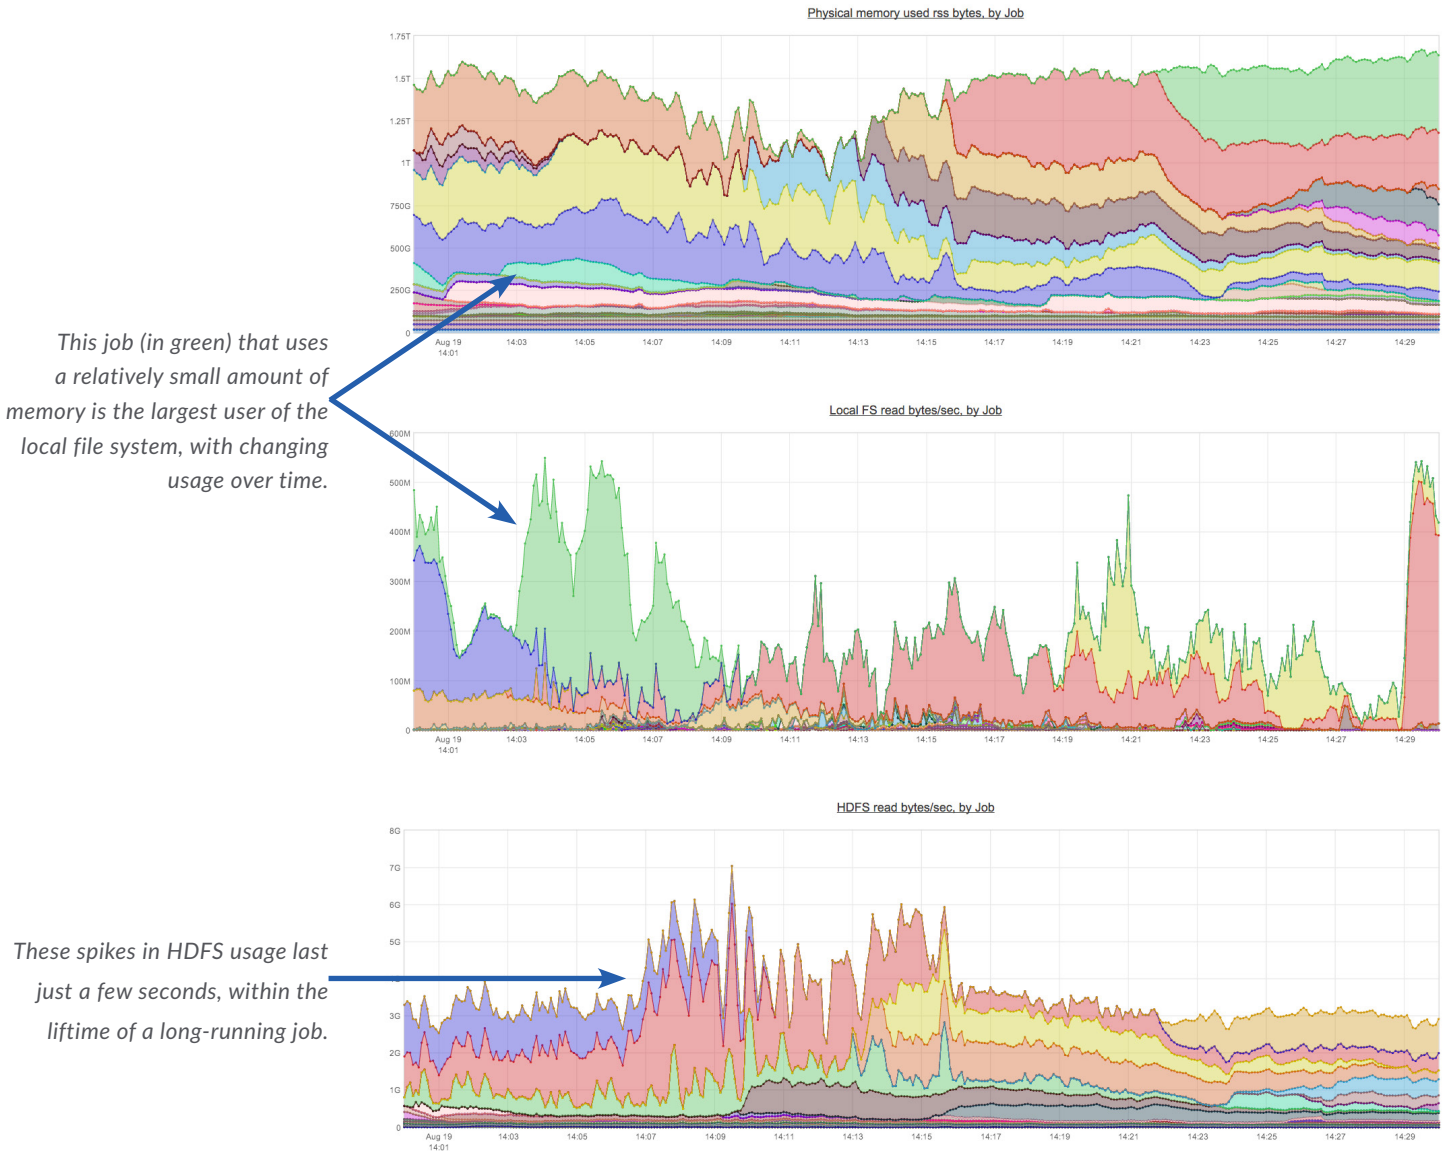 Physical memory used rss bytes, by Job
1.75T
1.5T
1.25T
1T
750G
500G
250G
0
Aug 19 14:03 14:05 14:07 14:09 14:11 14:13 14:15 14:17 14:19 14:21 14:23 14:25 14:27 14:29
14:01
This job (in green) that uses
a relatively small amount of
memory is the largest user of the
local file system, with changing
usage over time.
Local FS read bytes/sec, by Job
600M
500M
400M
300M
200M
100M
0
Aug 19 14:03 14:05 14:07 14:09 14:11 14:13 14:15 14:17 14:19 14:21 14:23 14:25 14:27 14:29
14:01
HDFS read bytes/sec, by Job
8G
7G
6G
5G
3G
2G
1G
0
Aug 19 14:03 14:05 14:07 14:09 14:11 14:13 14:15 14:17 14:19 14:21 14:23 14:25 14:27 14:29
14:01
These spikes in HDFS usage last
just a few seconds, within the
liftime of a long-running job.